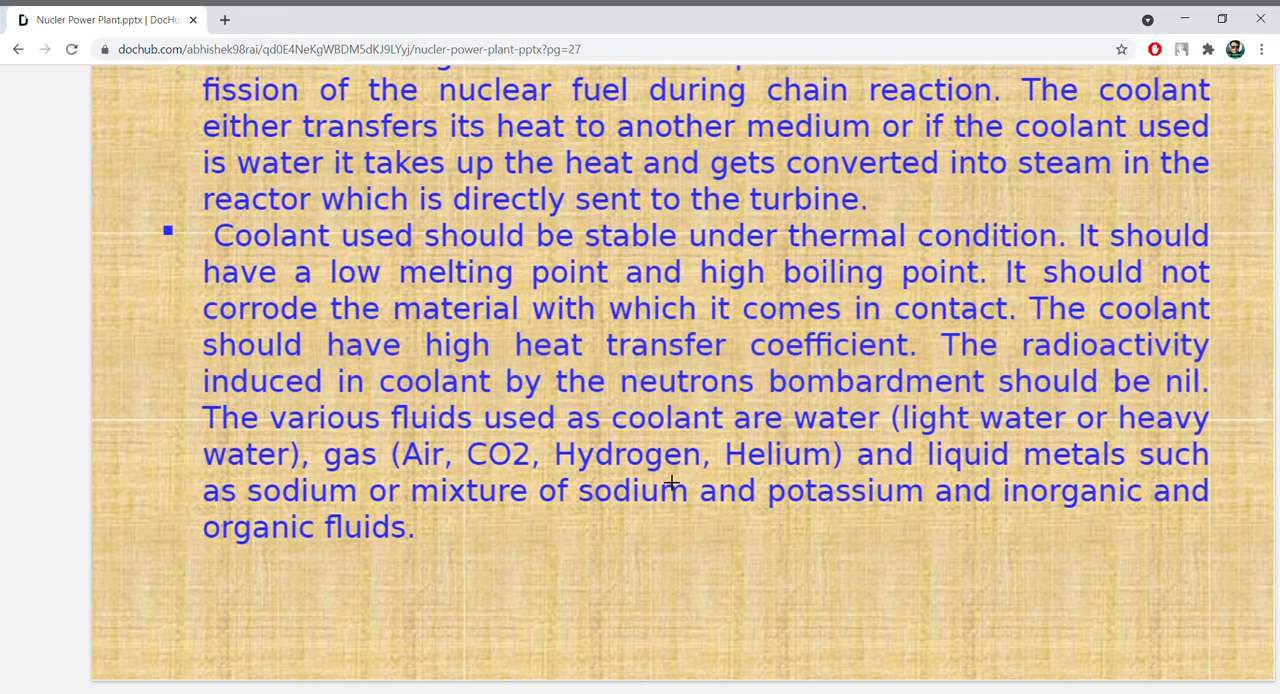 Nucler Power Plant.pptx | DocHu
dochub.com/abhishek98rai/qd0E4NeKgWBDM5dKJ9LYyj/nucler-power-plant-pptx?pg=27
fission of the nuclear fuel during chain reaction. The coolant
either transfers its heat to another medium or if the coolant used
is water it takes up the heat and gets converted into steam in the
reactor which is directly sent to the turbine.
▪ Coolant used should be stable under thermal condition. It should
have a low melting point and high boiling point. It should not
corrode the material with which it comes in contact. The coolant
should have high heat transfer coefficient. The radioactivity
induced in coolant by the neutrons bombardment should be nil.
The various fluids used as coolant are water (light water or heavy
water), gas (Air, CO2, Hydrogen, Helium) and liquid metals such
as sodium or mixture of sodium and potassium and inorganic and
organic fluids.